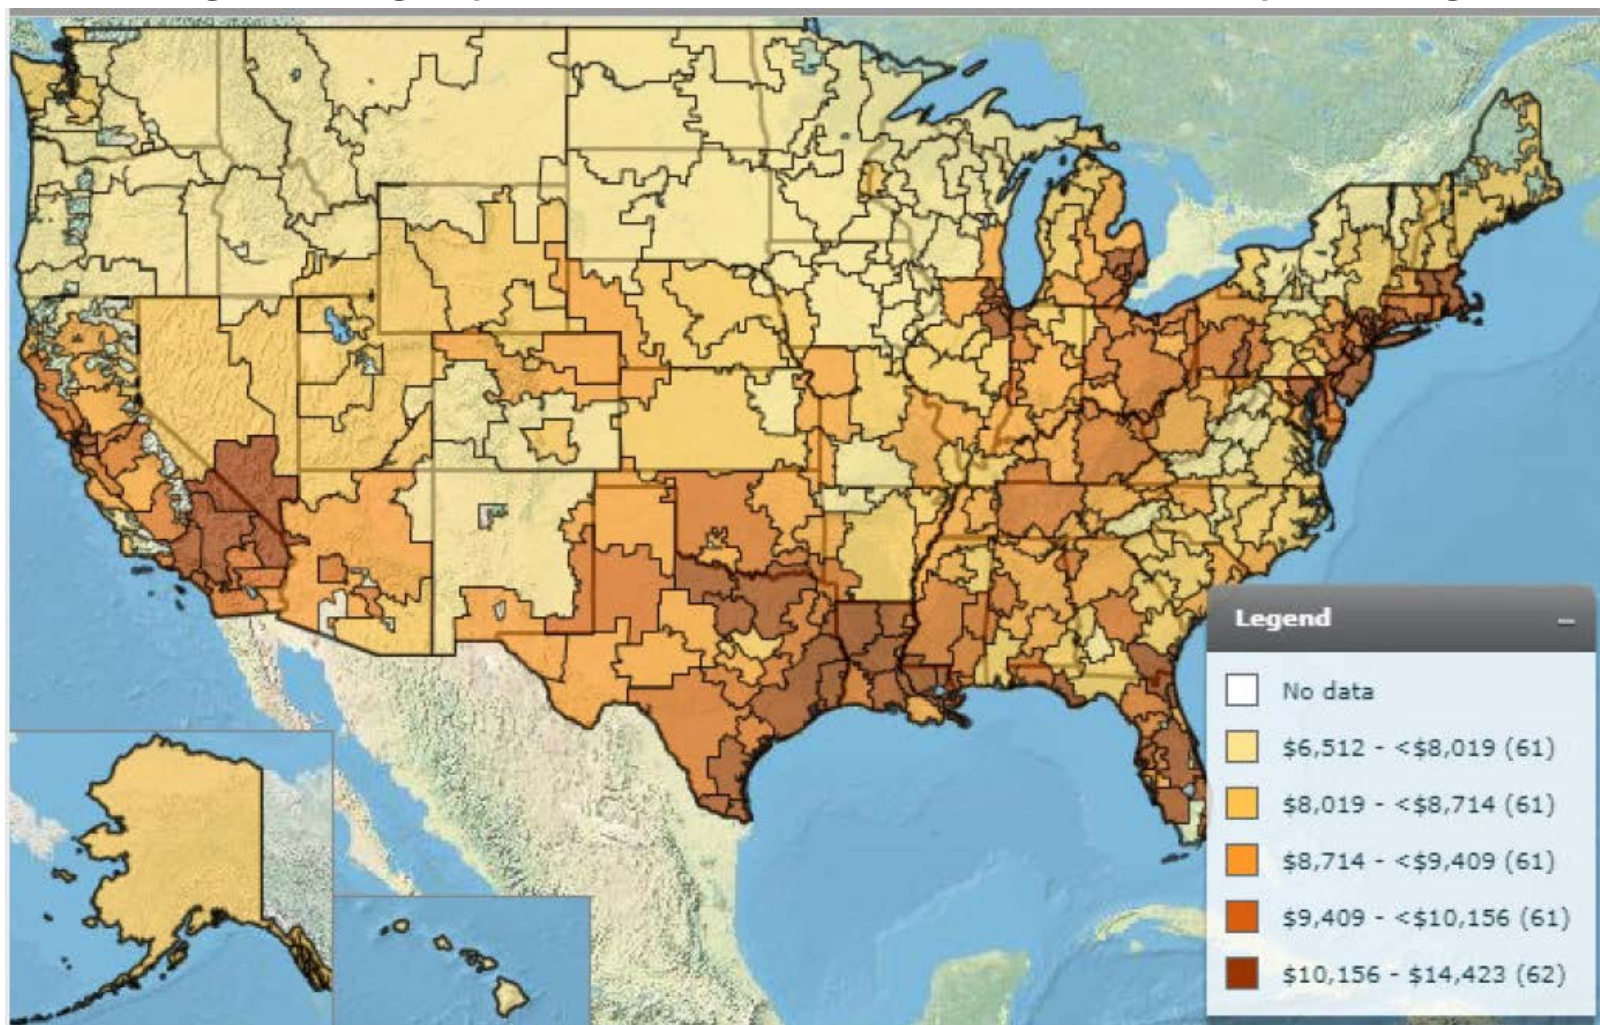 Legend
No data
$6,512 - <$8,019 (61)
$8,019 - <$8,714 (61)
$8,714 - <$9,409 (61)
$9,409 - <$10,156 (61)
$10,156 - $14,423 (62)